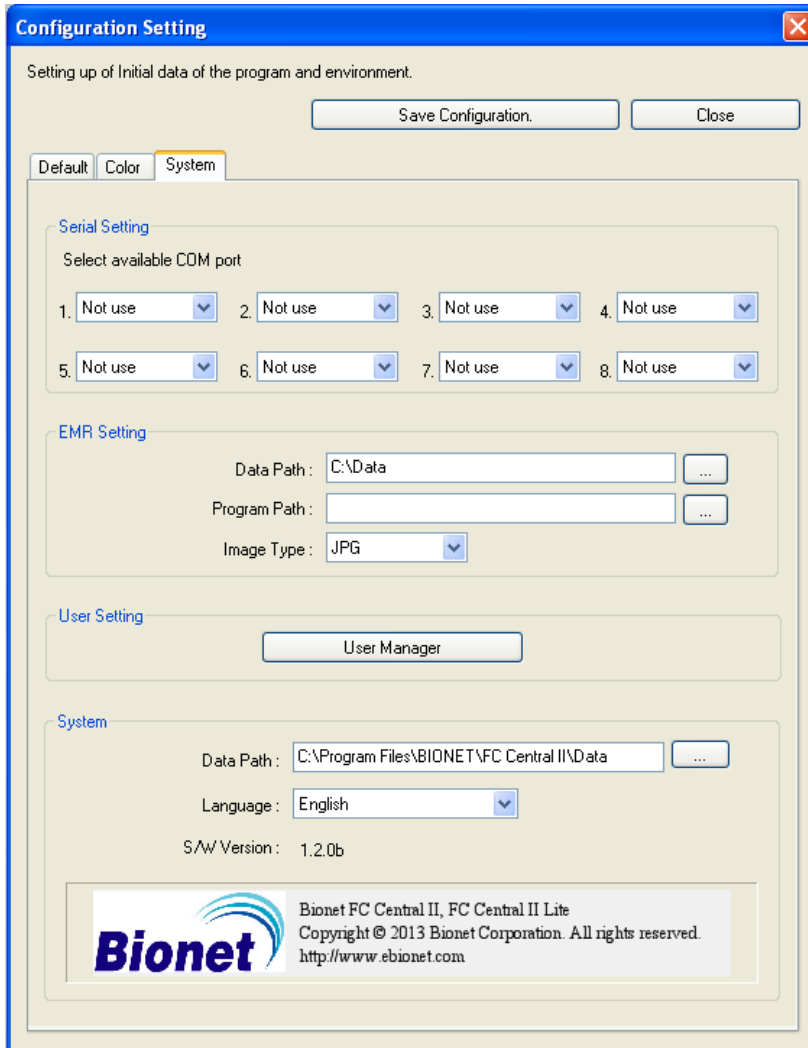 Configuration Setting
Setting up of Initial data of the program and environment.
Save Configuration. Close
Default Color System
Serial Setting
Select available COM port
1. Not use 2. Not use 3. Not use 4. Not use
5. Not use 6. Not use 7. Not use 8. Not use
EMR Setting
Data Path : C:\Data ...
Program Path : ...
Image Type : JPG
User Setting
User Manager
System
Data Path : C:\Program Files\BIONET\FC Central II\Data ...
Language : English
S/W Version : 1.2.0b
Bionet
Bionet FC Central II, FC Central II Lite
Copyright © 2013 Bionet Corporation. All rights reserved.
http://www.ebionet.com